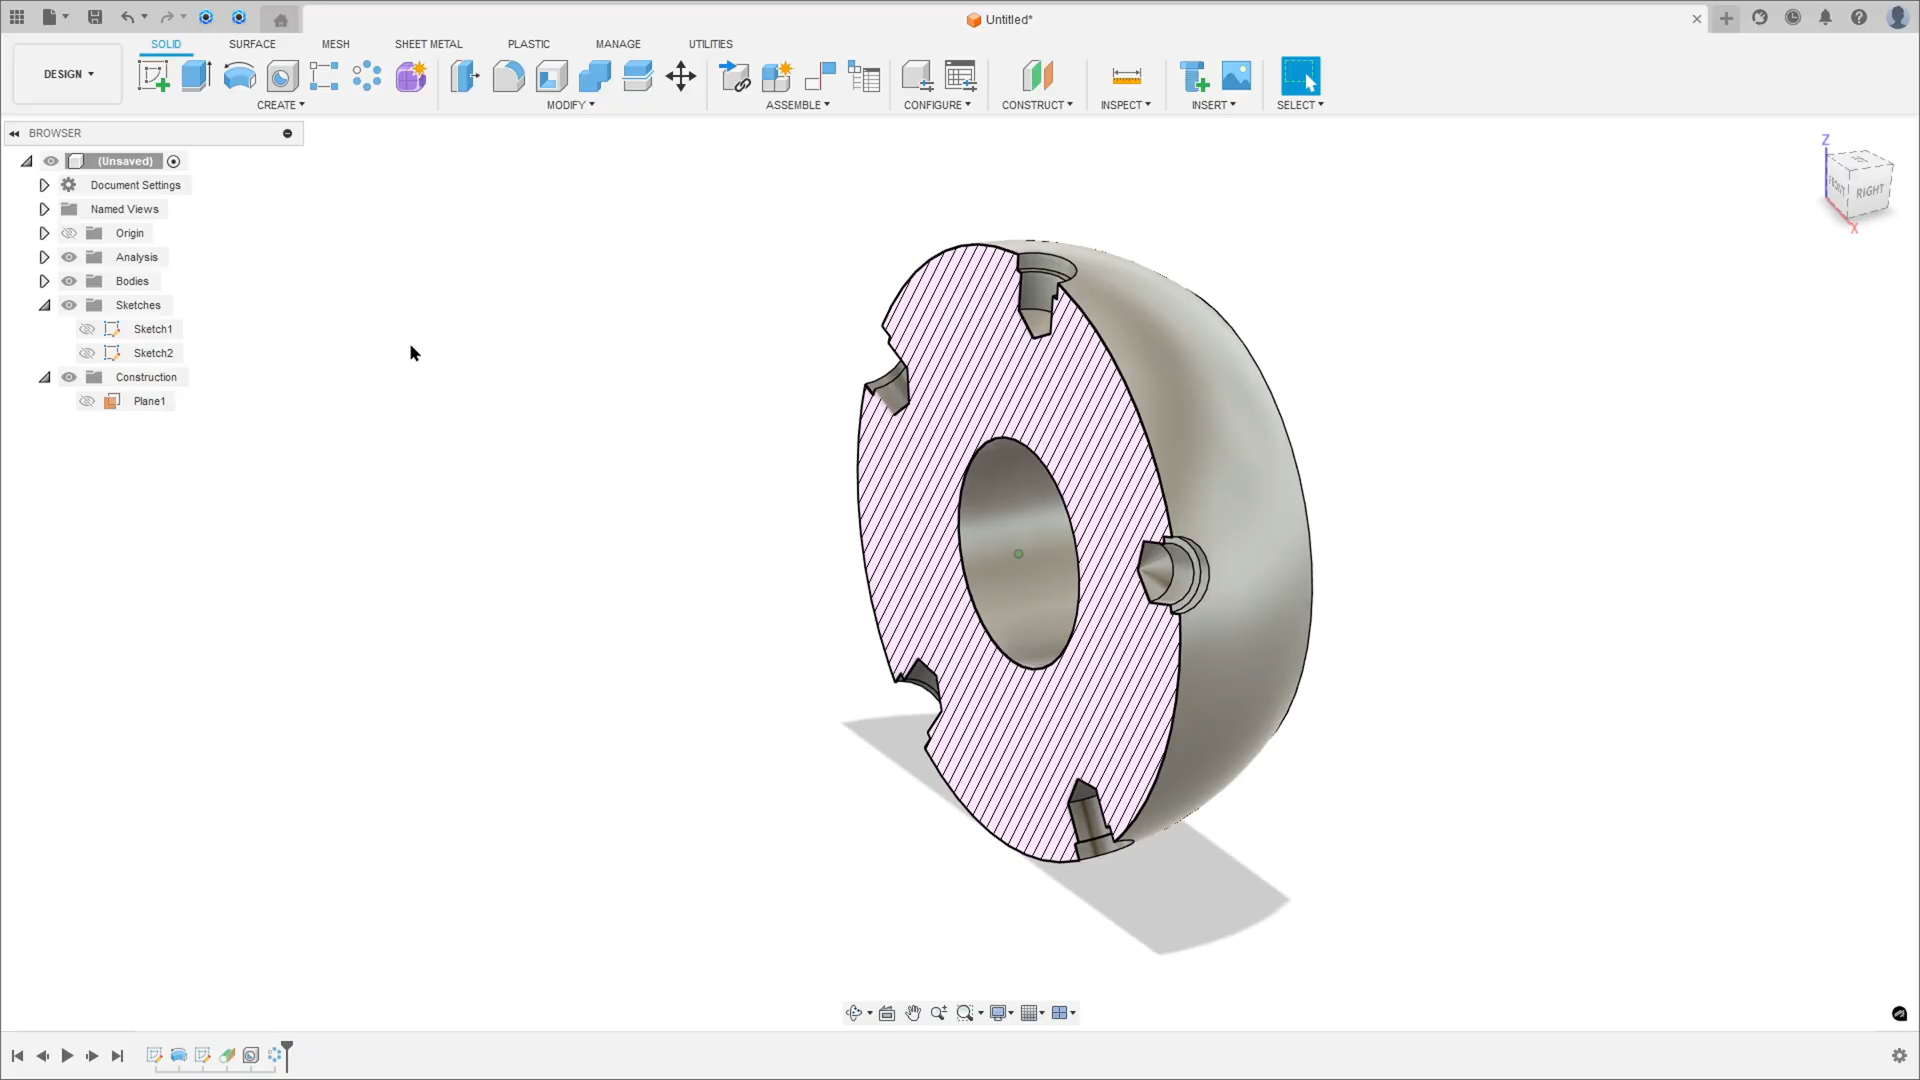 Untitled*
SOLID SURFACE MESH SHEET METAL PLASTIC MANAGE UTILITIES
DESIGN
CREATE MODIFY ASSEMBLE CONFIGURE CONSTRUCT INSPECT INSERT SELECT
BROWSER
(Unsaved)
Document Settings
Named Views
Origin
Analysis
Bodies
Sketches
Sketch1
Sketch2
Construction
Plane1
Z
FRONT
RIGHT
X